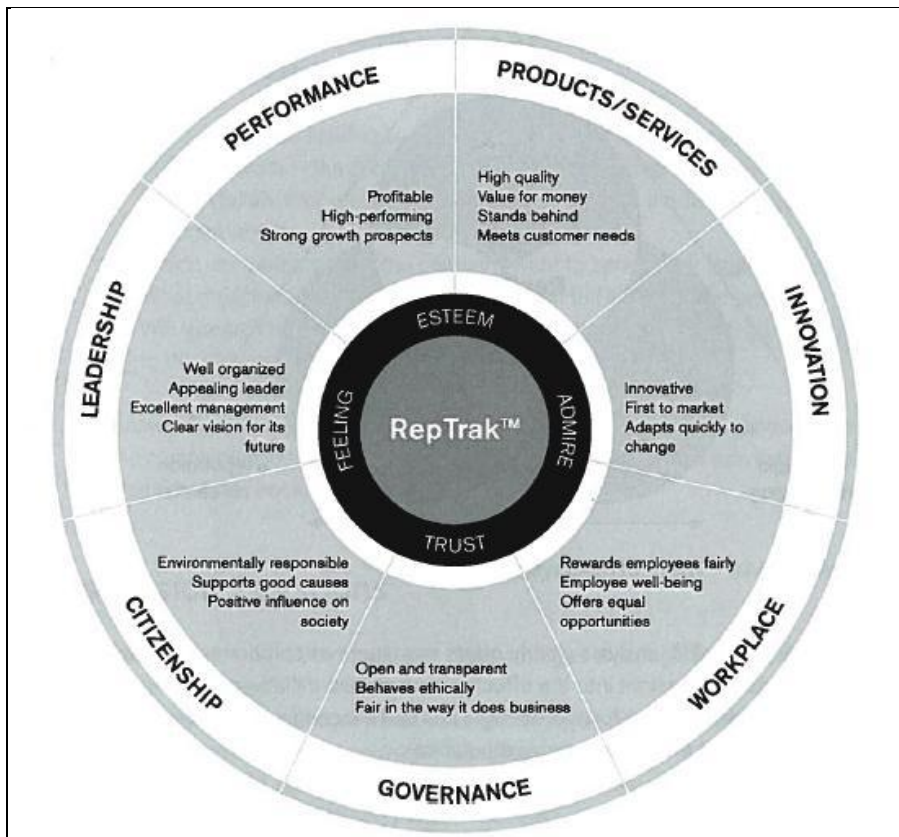 PERFORMANCE
PRODUCTS/SERVICES
Profitable
High-performing
Strong growth prospects
High quality
Value for money
Stands behind
Meets customer needs
LEADERSHIP
INNOVATION
Well organized
Appealing leader
Excellent management
Clear vision for its
future
ESTEEM
FEELING
RepTrak™
ADMIRE
TRUST
Innovative
First to market
Adapts quickly to
change
Environmentally responsible
Supports good causes
Positive influence on
society
Rewards employees fairly
Employee well-being
Offers equal
opportunities
CITIZENSHIP
WORKPLACE
Open and transparent
Behaves ethically
Fair in the way it does business
GOVERNANCE